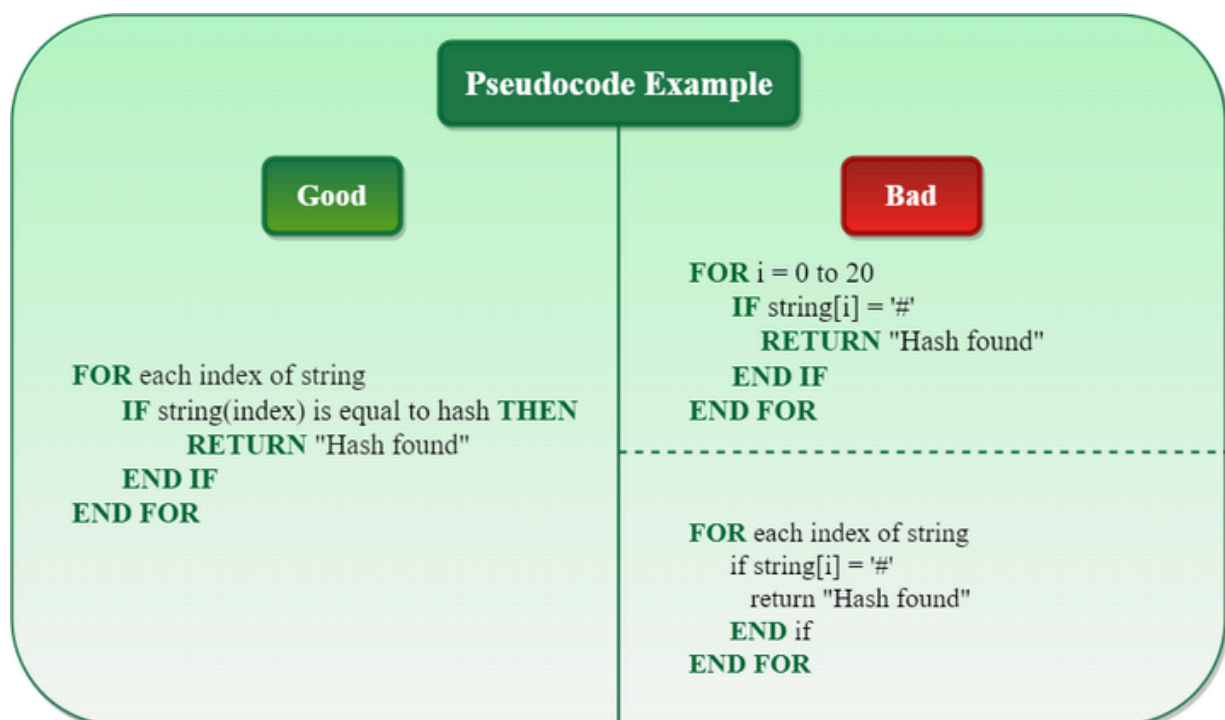 Pseudocode Example
Good
FOR each index of string
IF string(index) is equal to hash THEN
RETURN "Hash found"
END IF
END FOR
Bad
FOR i = 0 to 20
IF string[i] = '#'
RETURN "Hash found"
END IF
END FOR
FOR each index of string
if string[i] = '#'
return "Hash found"
END if
END FOR